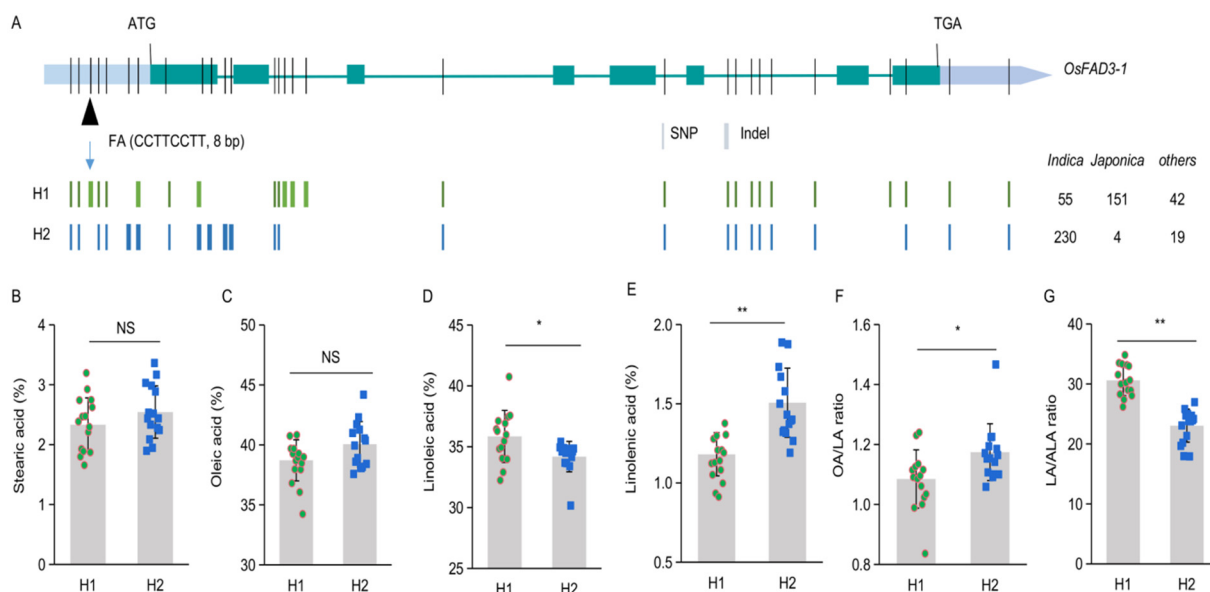 A
ATG
TGA
OsFAD3-1
FA (CCTTCCTT, 8 bp)
SNP
Indel
Indica Japonica others
H1 55 151 42
H2 230 4 19
B
Stearic acid (%)
4
3
2
1
0
NS
H1 H2
C
Oleic acid (%)
50
45
40
35
30
NS
H1 H2
D
Linoleic acid (%)
45
40
35
30
25
*
H1 H2
E
Linolenic acid (%)
2.0
1.5
1.0
0.5
**
H1 H2
F
OA/LA ratio
1.6
1.4
1.2
1.0
0.8
*
H1 H2
G
LA/ALA ratio
40
30
20
10
0
**
H1 H2